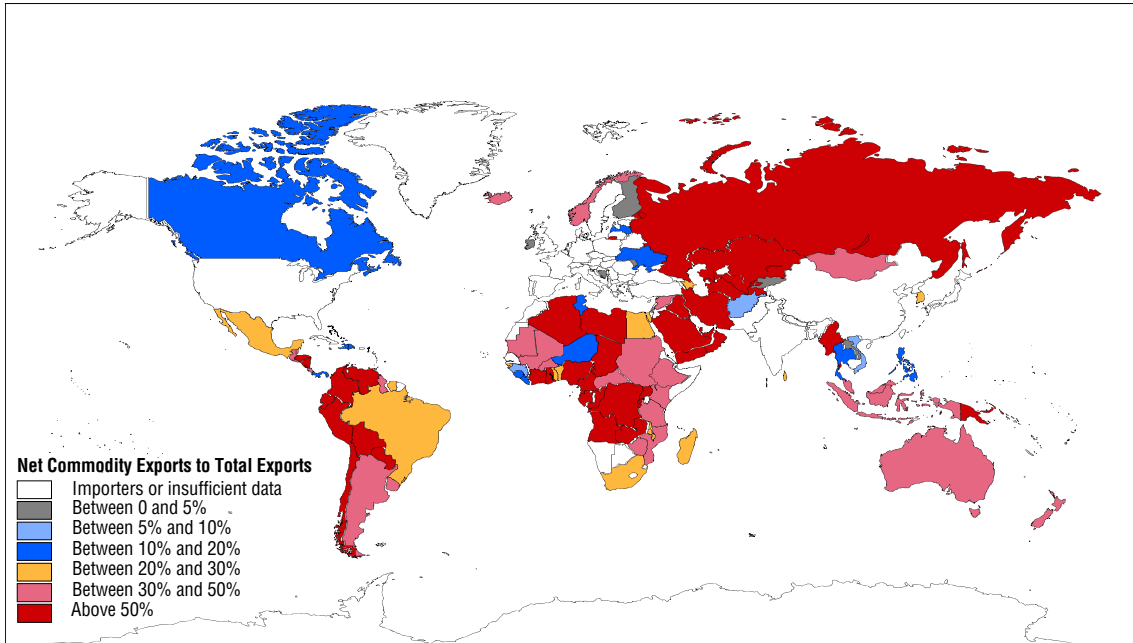 Net Commodity Exports to Total Exports
Importers or insufficient data
Between 0 and 5%
Between 5% and 10%
Between 10% and 20%
Between 20% and 30%
Between 30% and 50%
Above 50%